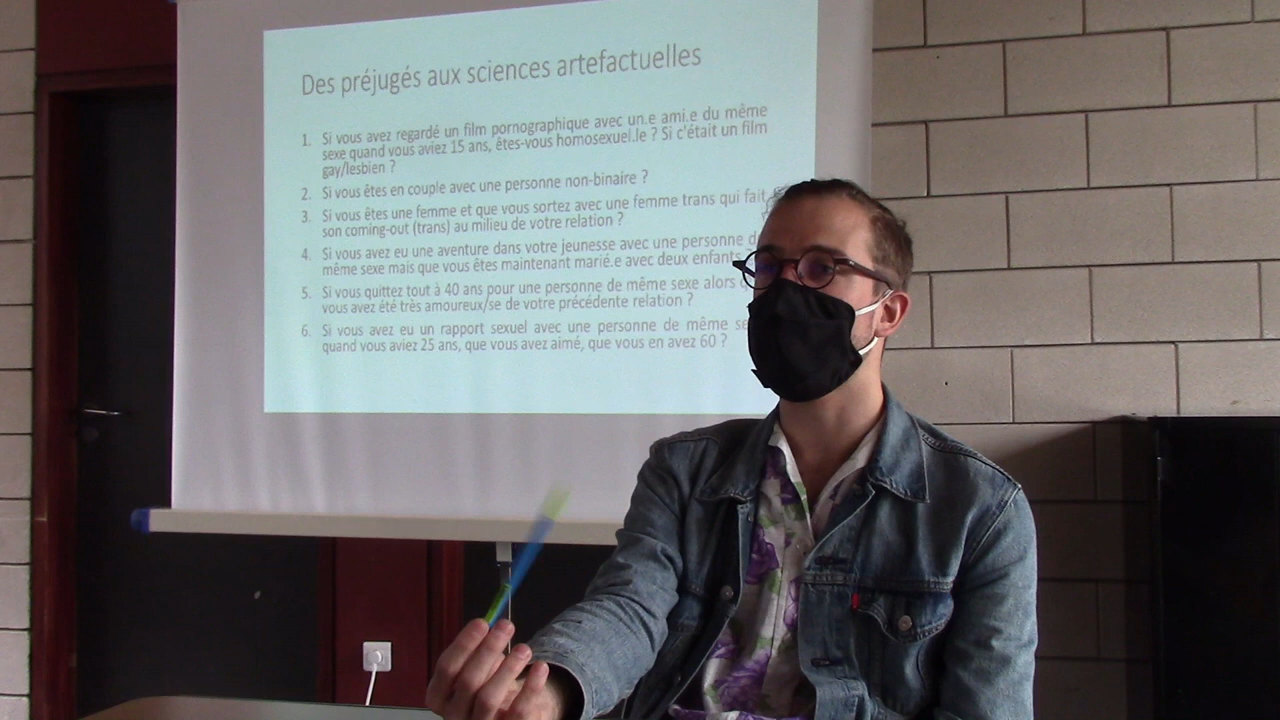 Des préjugés aux sciences artefactuelles
1. Si vous avez regardé un film pornographique avec un.e ami.e du même
sexe quand vous aviez 15 ans, êtes-vous homosexuel.le ? Si c'était un film
gay/lesbien ?
2. Si vous êtes en couple avec une personne non-binaire ?
3. Si vous êtes une femme et que vous sortez avec une femme trans qui fait
son coming-out (trans) au milieu de votre relation ?
4. Si vous avez eu une aventure dans votre jeunesse avec une personne
même sexe mais que vous êtes maintenant marié.e avec deux enfants ?
5. Si vous quittez tout à 40 ans pour une personne de même sexe alors
vous avez été très amoureux/se de votre précédente relation ?
6. Si vous avez eu un rapport sexuel avec une personne de même
quand vous aviez 25 ans, que vous avez aimé, que vous en avez 60 ?